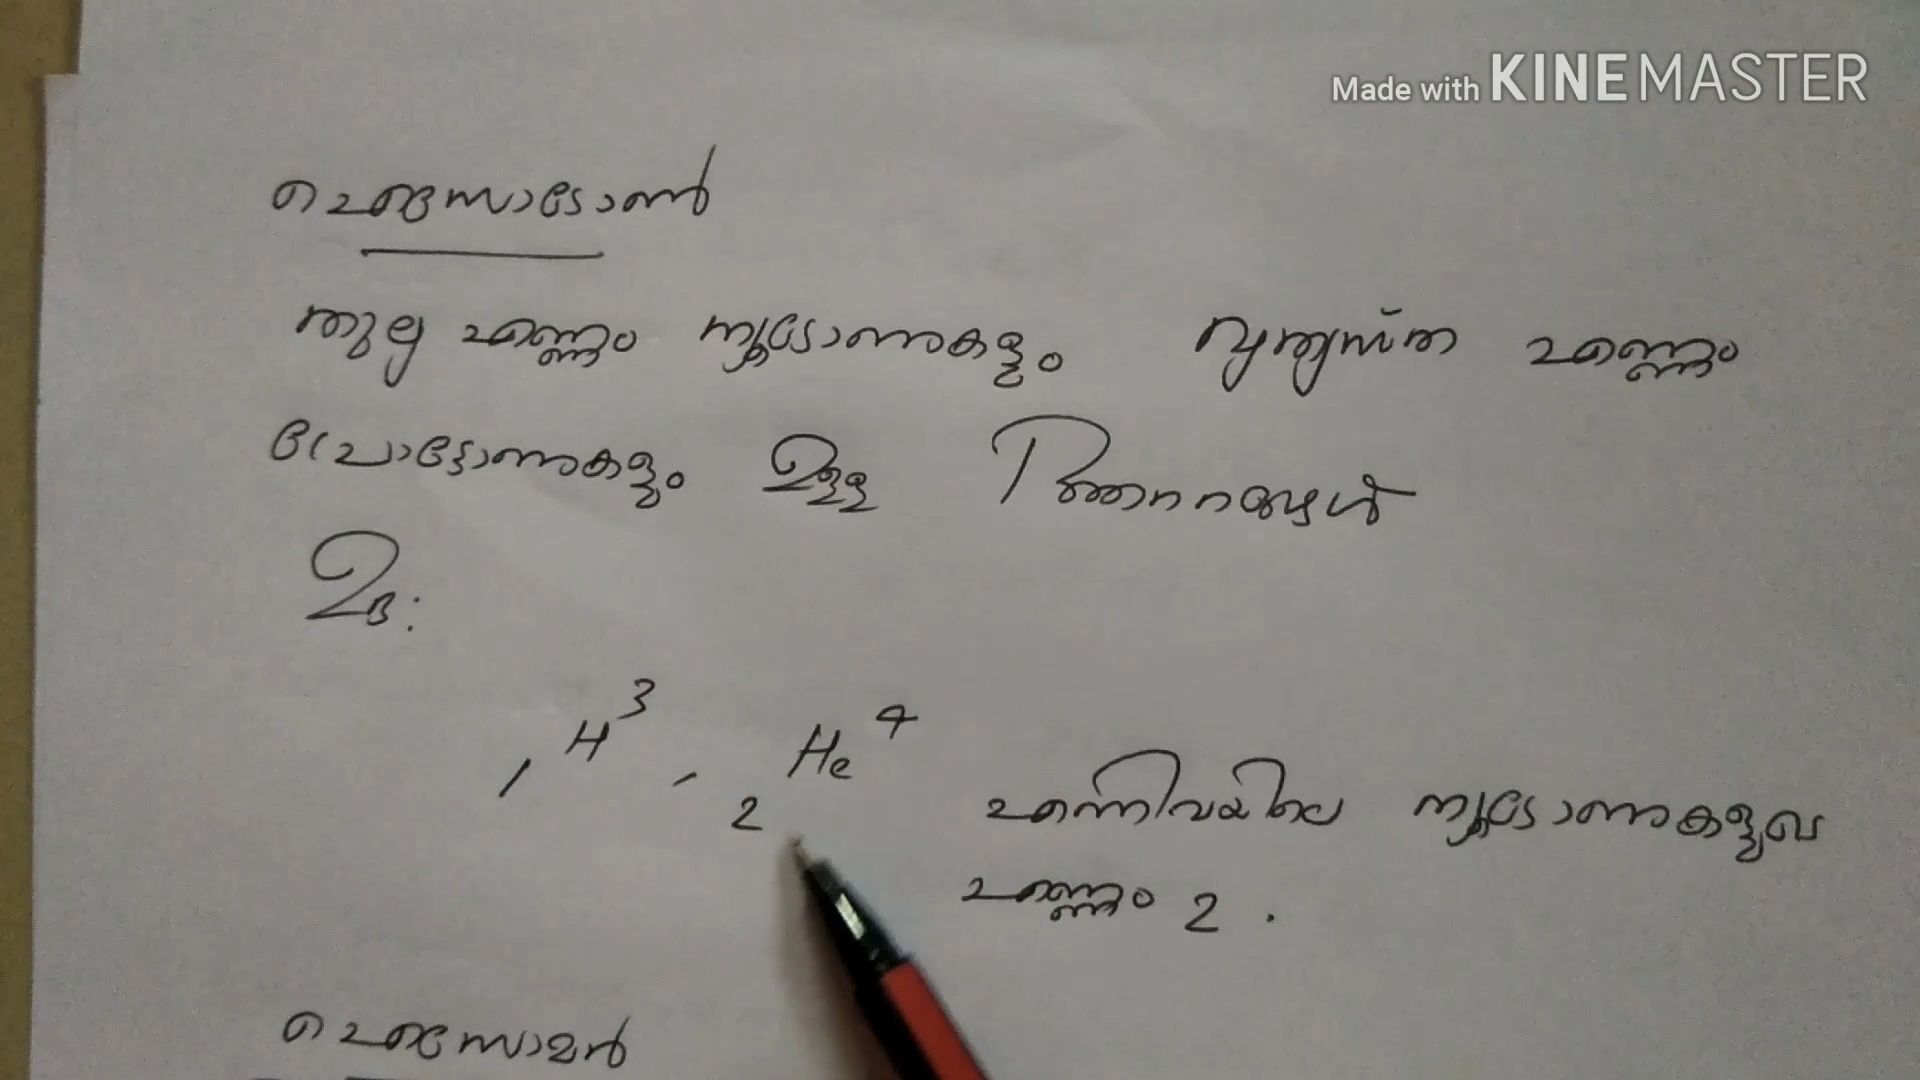 Made with KINEMASTER
ഐസോടോൺ
തുല്യ എണ്ണം ന്യൂട്രോണുകളും വ്യത്യസ്ത എണ്ണം
പ്രോട്ടോണുകളും ഉള്ള
ഉദ:
₁H³, ₂He⁴ എന്നിവയിലെ ന്യൂട്രോണുകളുടെ
എണ്ണം 2.
ഐസോമർ